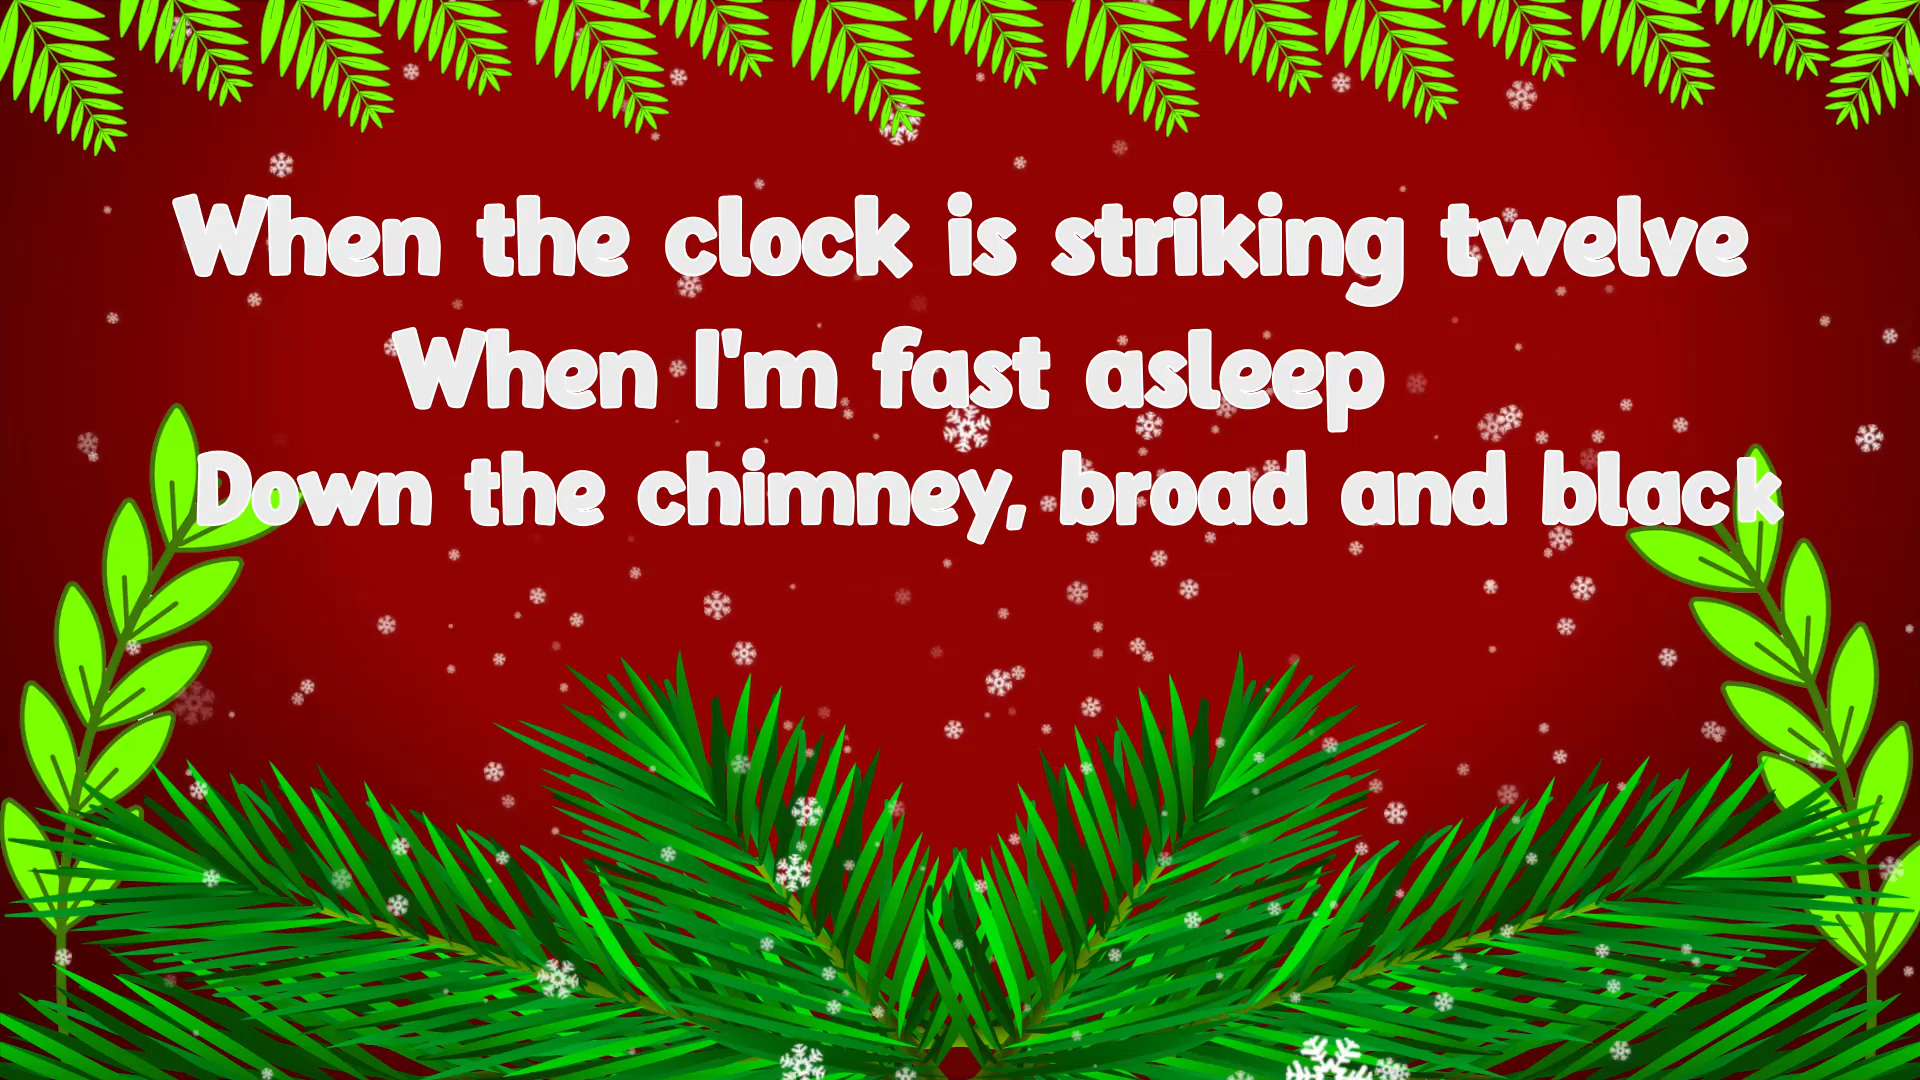 When the clock is striking twelve
When I'm fast asleep
Down the chimney, broad and black